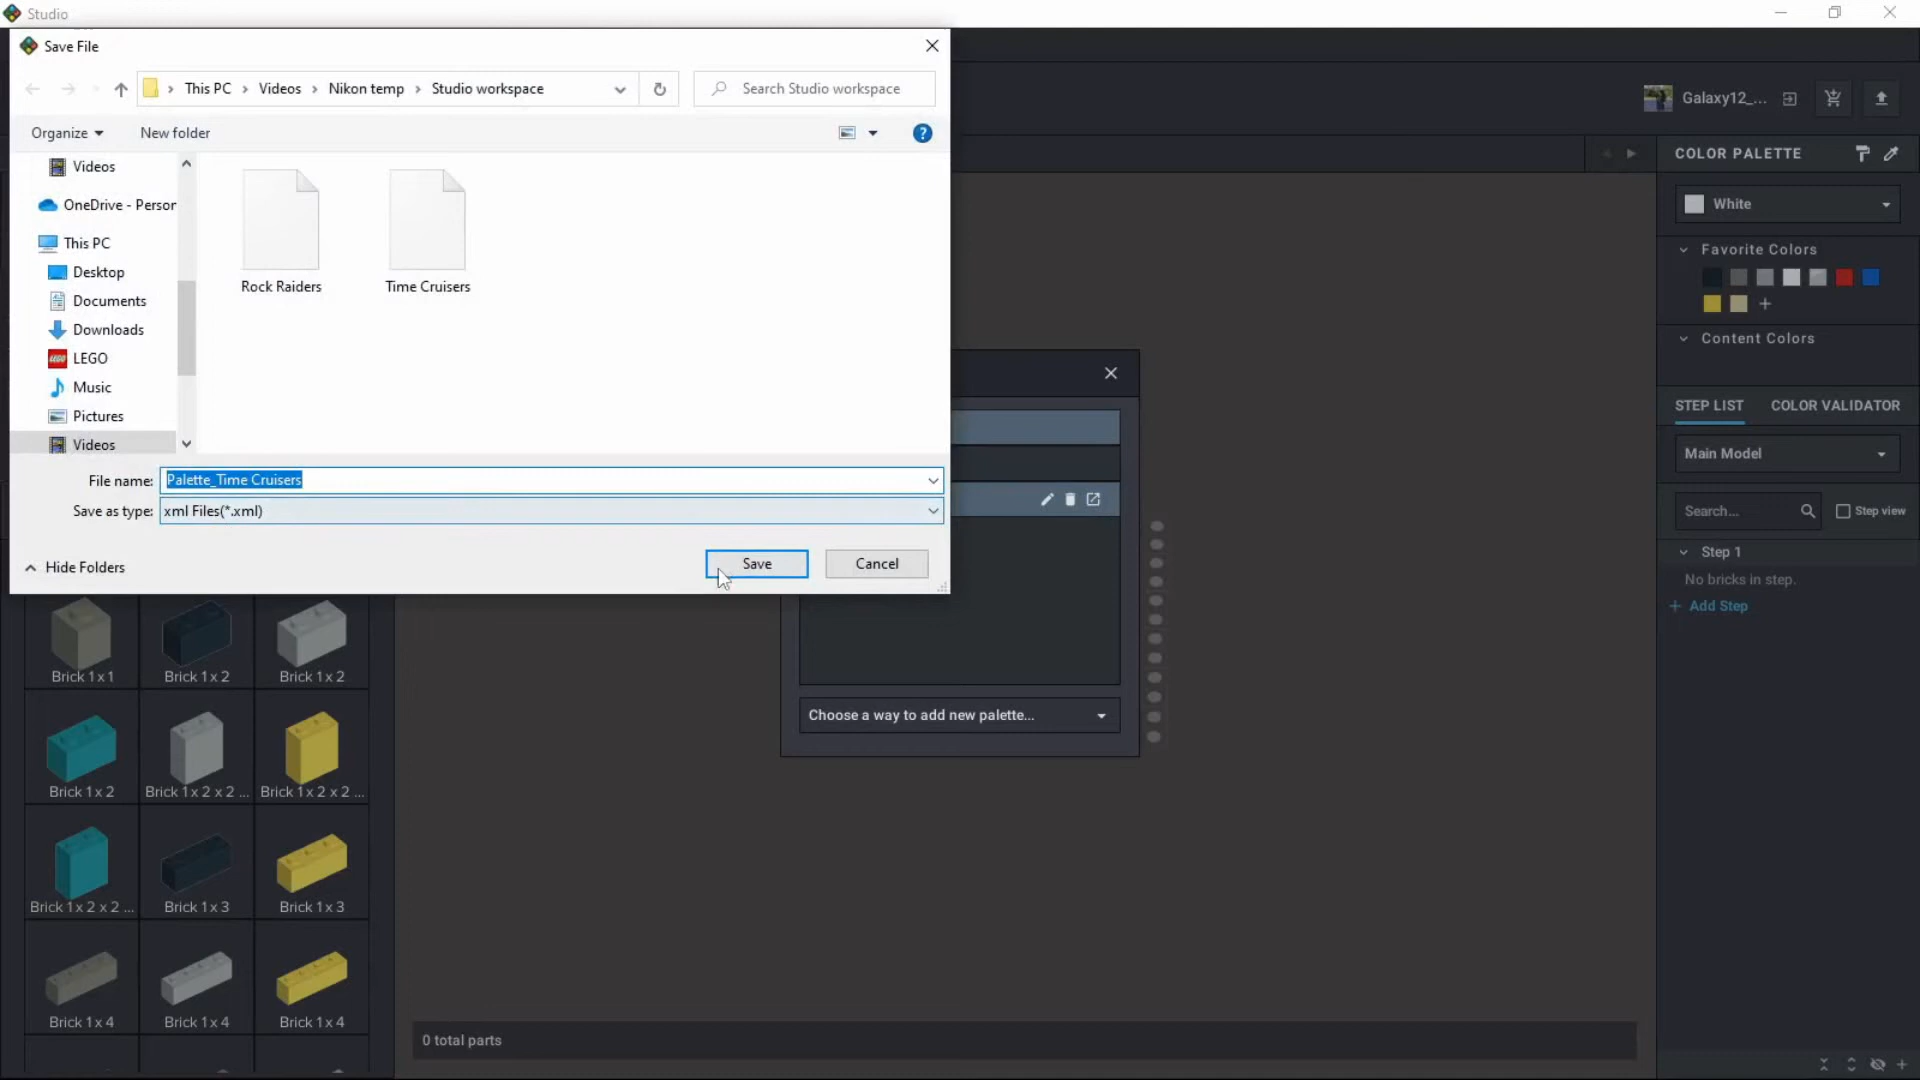 Studio
Save File
This PC
Videos
Nikon temp
Studio workspace
Search Studio workspace
Organize
New folder
Videos
OneDrive - Person
This PC
Desktop
Documents
Downloads
LEGO
Music
Pictures
Videos
Rock Raiders
Time Cruisers
File name:
Palette_Time Cruisers
Save as type:
xml Files(*.xml)
Hide Folders
Save
Cancel
Galaxy12_...
COLOR PALETTE
White
Favorite Colors
Content Colors
STEP LIST
COLOR VALIDATOR
Main Model
Search...
Step view
Step 1
No bricks in step.
+ Add Step
Choose a way to add new palette...
Brick 1 x 1
Brick 1 x 2
Brick 1 x 2
Brick 1 x 2
Brick 1 x 2 x 2 ...
Brick 1 x 2 x 2 ...
Brick 1 x 2 x 2 ...
Brick 1 x 3
Brick 1 x 3
Brick 1 x 4
Brick 1 x 4
Brick 1 x 4
0 total parts